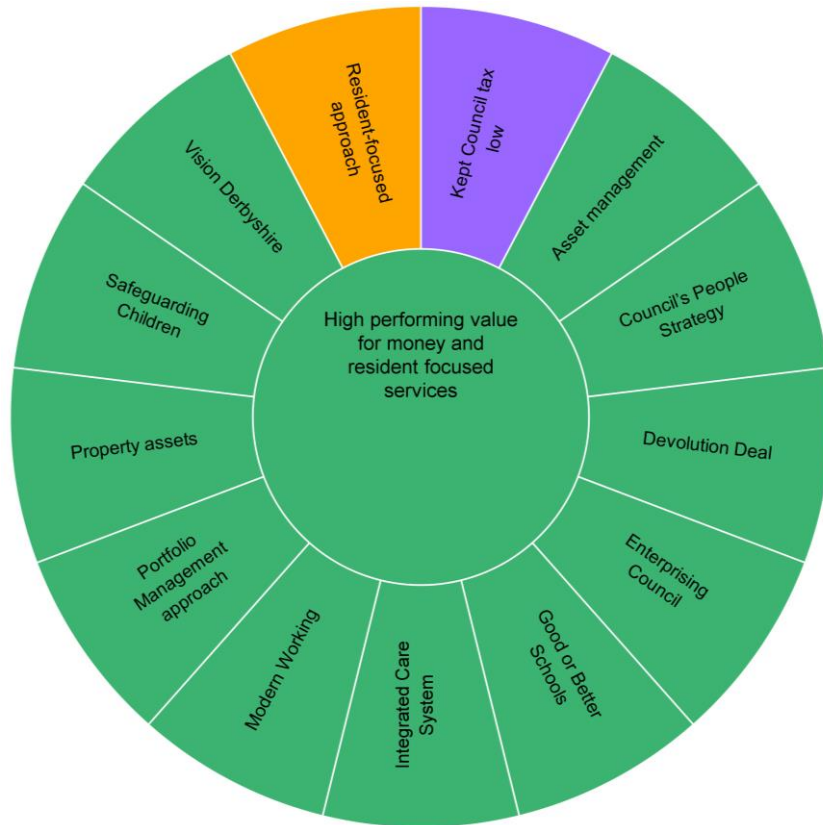 Kept Council tax
low
Asset management
Council's People
Strategy
Devolution Deal
Enterprising
Council
Good or Better
Schools
Integrated Care
System
Modern Working
Portfolio
Management
approach
Property assets
Safeguarding
Children
Vision Derbyshire
Resident-focused
approach
High performing value
for money and
resident focused
services